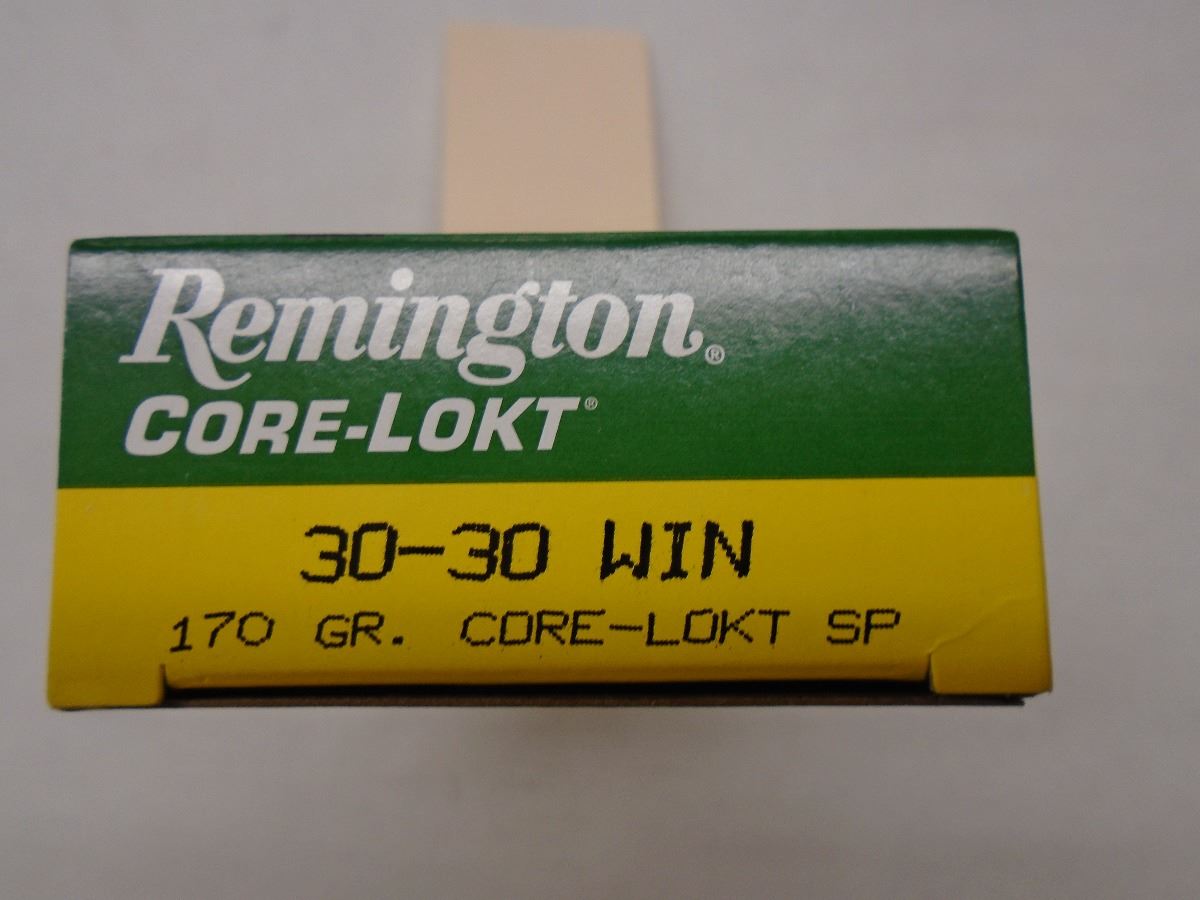 Remington®
CORE-LOKT®
30-30 WIN
170 GR. CORE-LOKT SP